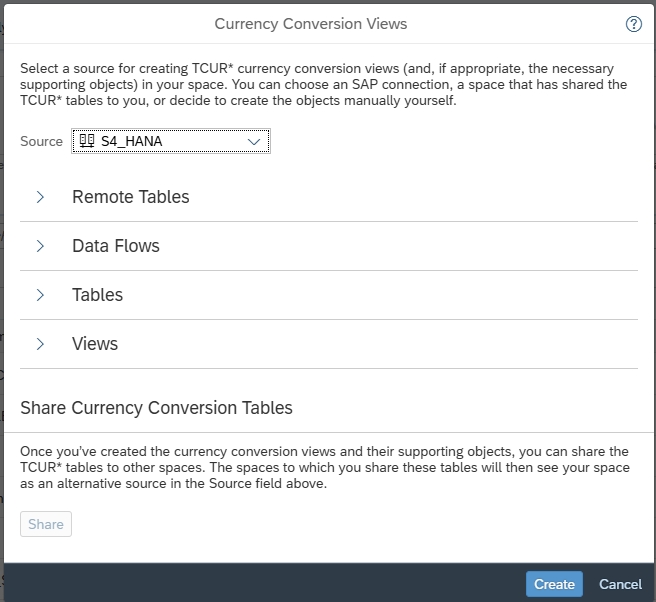 Currency Conversion Views
Select a source for creating TCUR* currency conversion views (and, if appropriate, the necessary
supporting objects) in your space. You can choose an SAP connection, a space that has shared the
TCUR* tables to you, or decide to create the objects manually yourself.
Source S4_HANA
Remote Tables
Data Flows
Tables
Views
Share Currency Conversion Tables
Once you've created the currency conversion views and their supporting objects, you can share the
TCUR* tables to other spaces. The spaces to which you share these tables will then see your space
as an alternative source in the Source field above.
Share
Create Cancel